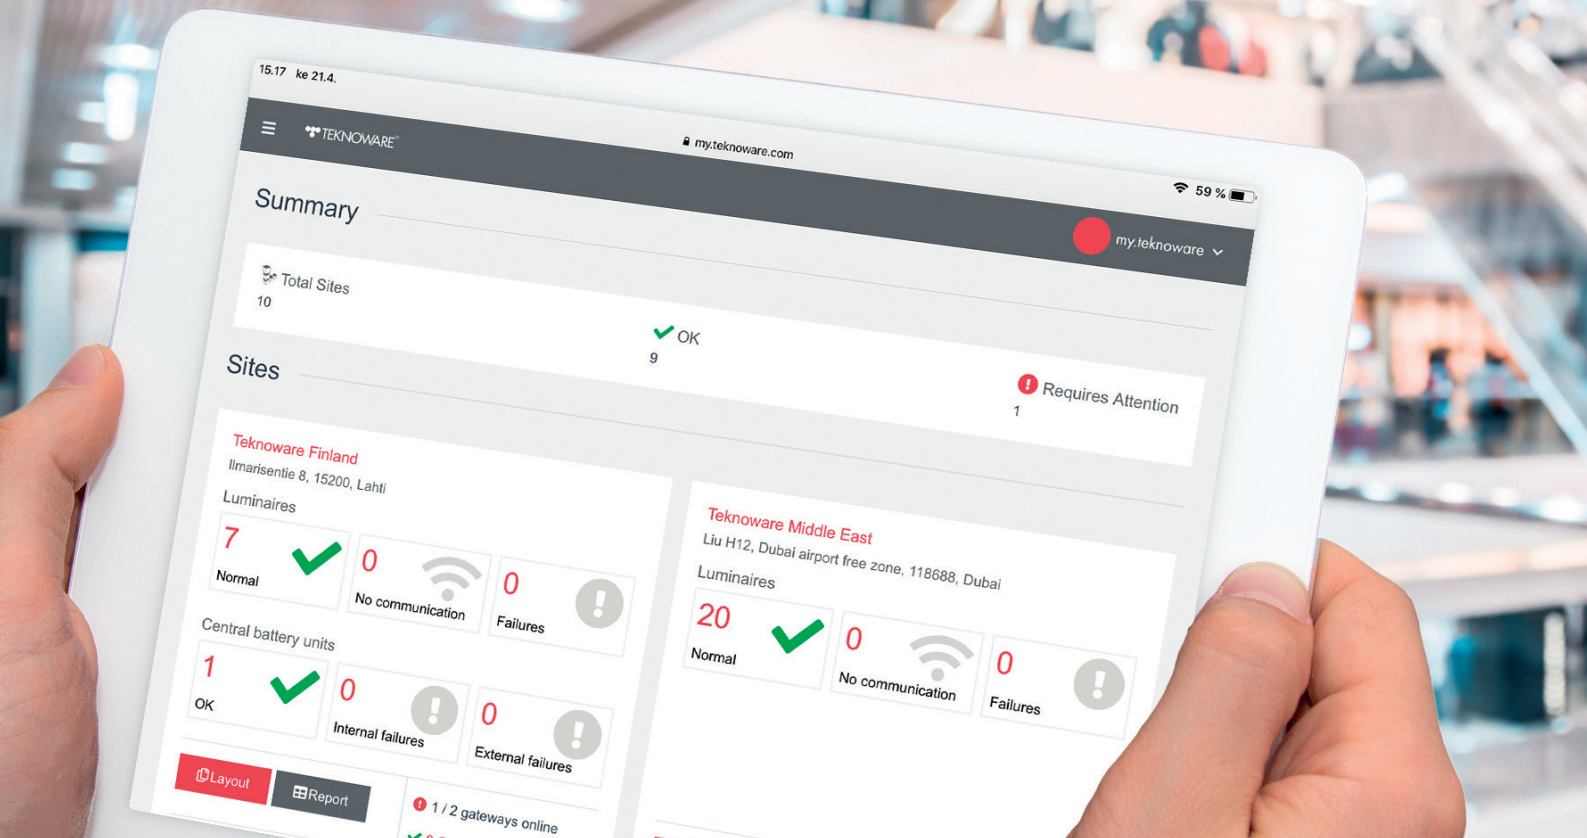 15.17 ke 21.4.
my.teknoware.com
59 %
TEKNOWARE®
my.teknoware
Summary
Total Sites
10
OK
9
Requires Attention
1
Sites
Teknoware Finland
Ilmarisentie 8, 15200, Lahti
Luminaires
7
Normal
0
No communication
0
Failures
Central battery units
1
OK
0
Internal failures
0
External failures
Layout
Report
1 / 2 gateways online
Teknoware Middle East
Liu H12, Dubai airport free zone, 118688, Dubai
Luminaires
20
Normal
0
No communication
0
Failures